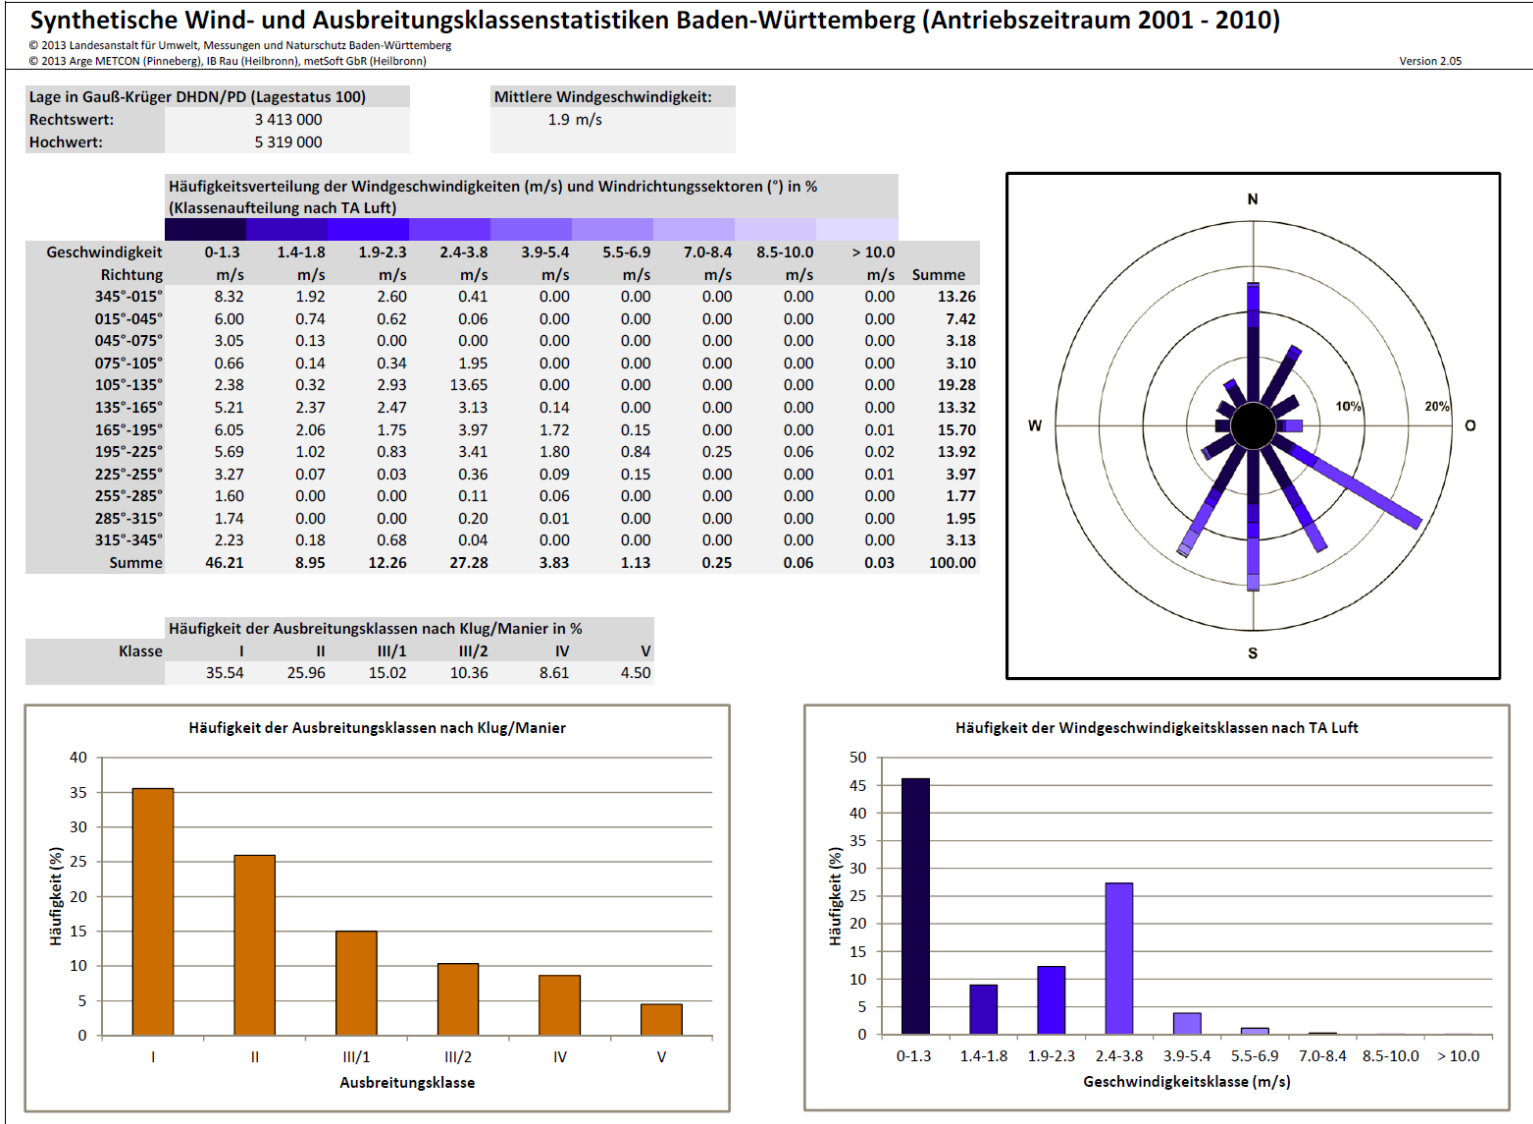 Synthetische Wind- und Ausbreitungsklassenstatistiken Baden-Württemberg (Antriebszeitraum 2001 - 2010)
© 2013 Landesanstalt für Umwelt, Messungen und Naturschutz Baden-Württemberg
© 2013 Arge METCON (Pinneberg), IB Rau (Heilbronn), metSoft GbR (Heilbronn) Version 2.05
Lage in Gauß-Krüger DHDN/PD (Lagestatus 100) Mittlere Windgeschwindigkeit:
Rechtswert: 3 413 000 1.9 m/s
Hochwert: 5 319 000
Häufigkeitsverteilung der Windgeschwindigkeiten (m/s) und Windrichtungssektoren (°) in %
(Klassenaufteilung nach TA Luft)
Geschwindigkeit 0-1.3 1.4-1.8 1.9-2.3 2.4-3.8 3.9-5.4 5.5-6.9 7.0-8.4 8.5-10.0 > 10.0
Richtung m/s m/s m/s m/s m/s m/s m/s m/s m/s Summe
345°-015° 8.32 1.92 2.60 0.41 0.00 0.00 0.00 0.00 0.00 13.26
015°-045° 6.00 0.74 0.62 0.06 0.00 0.00 0.00 0.00 0.00 7.42
045°-075° 3.05 0.13 0.00 0.00 0.00 0.00 0.00 0.00 0.00 3.18
075°-105° 0.66 0.14 0.34 1.95 0.00 0.00 0.00 0.00 0.00 3.10
105°-135° 2.38 0.32 2.93 13.65 0.00 0.00 0.00 0.00 0.00 19.28
135°-165° 5.21 2.37 2.47 3.13 0.14 0.00 0.00 0.00 0.00 13.32
165°-195° 6.05 2.06 1.75 3.97 1.72 0.15 0.00 0.00 0.01 15.70
195°-225° 5.69 1.02 0.83 3.41 1.80 0.84 0.25 0.06 0.02 13.92
225°-255° 3.27 0.07 0.03 0.36 0.09 0.15 0.00 0.00 0.01 3.97
255°-285° 1.60 0.00 0.00 0.11 0.06 0.00 0.00 0.00 0.00 1.77
285°-315° 1.74 0.00 0.00 0.20 0.01 0.00 0.00 0.00 0.00 1.95
315°-345° 2.23 0.18 0.68 0.04 0.00 0.00 0.00 0.00 0.00 3.13
Summe 46.21 8.95 12.26 27.28 3.83 1.13 0.25 0.06 0.03 100.00
N
10% 20%
W O
S
Häufigkeit der Ausbreitungsklassen nach Klug/Manier in %
Klasse I II III/1 III/2 IV V
35.54 25.96 15.02 10.36 8.61 4.50
Häufigkeit der Ausbreitungsklassen nach Klug/Manier
Häufigkeit (%)
40
35
30
25
20
15
10
5
0
I II III/1 III/2 IV V
Ausbreitungsklasse
Häufigkeit der Windgeschwindigkeitsklassen nach TA Luft
Häufigkeit (%)
50
45
40
35
30
25
20
15
10
5
0
0-1.3 1.4-1.8 1.9-2.3 2.4-3.8 3.9-5.4 5.5-6.9 7.0-8.4 8.5-10.0 > 10.0
Geschwindigkeitsklasse (m/s)